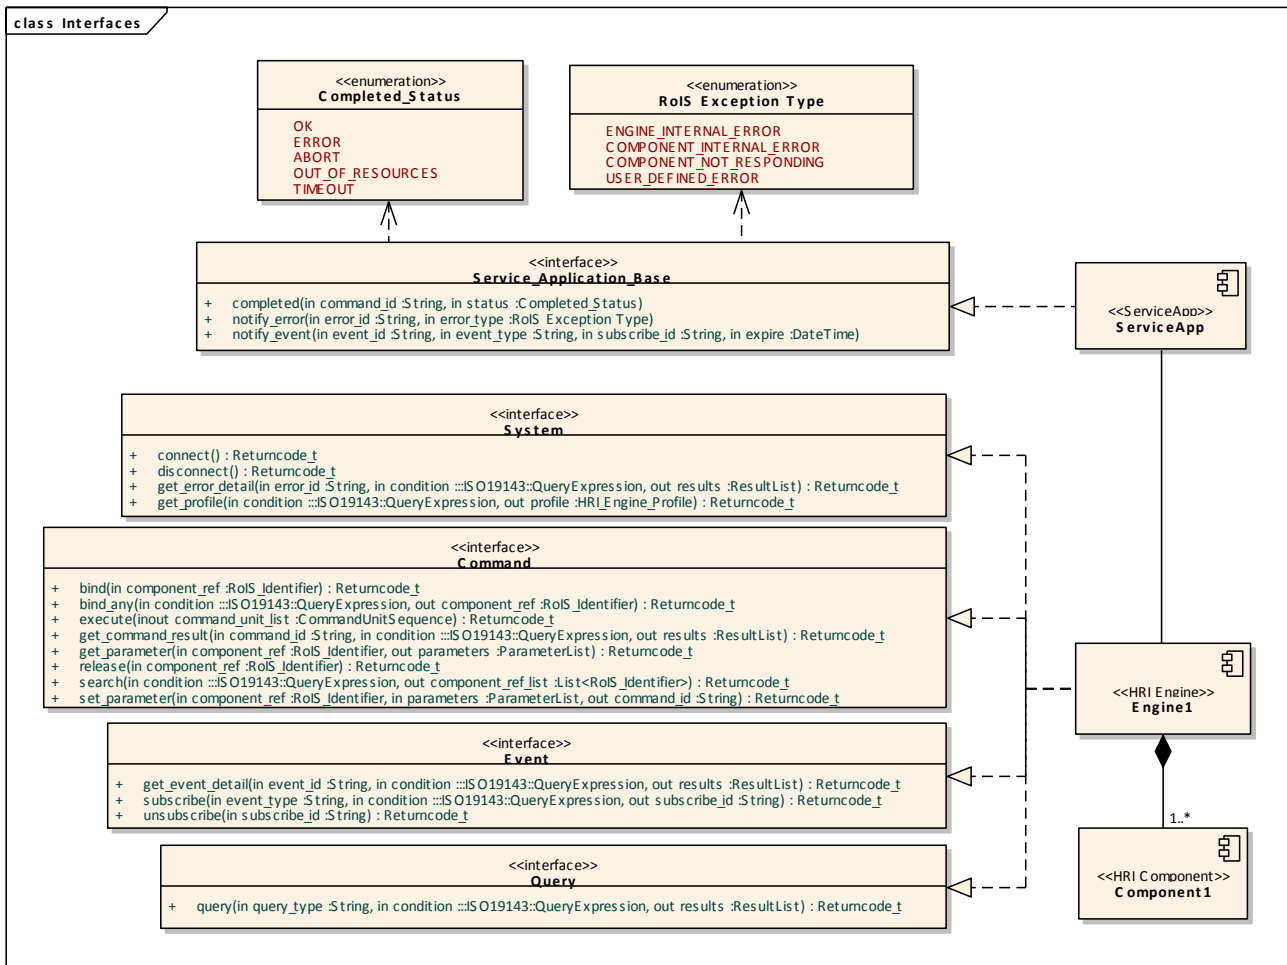 class Interfaces
<<enumeration>>
Completed_Status
OK
ERROR
ABORT
OUT_OF_RESOURCES
TIMEOUT
<<enumeration>>
RoIS_Exception_Type
ENGINE_INTERNAL_ERROR
COMPONENT_INTERNAL_ERROR
COMPONENT_NOT_RESPONDING
USER_DEFINED_ERROR
<<interface>>
Service_Application_Base
+ completed(in command_id :String, in status :Completed_Status)
+ notify_error(in error_id :String, in error_type :RoIS_Exception_Type)
+ notify_event(in event_id :String, in event_type :String, in subscribe_id :String, in expire :DateTime)
<<ServiceApp>>
ServiceApp
<<interface>>
System
+ connect() : Returncode_t
+ disconnect() : Returncode_t
+ get_error_detail(in error_id :String, in condition :::ISO19143::QueryExpression, out results :ResultList) : Returncode_t
+ get_profile(in condition :::ISO19143::QueryExpression, out profile :HRI_Engine_Profile) : Returncode_t
<<interface>>
Command
+ bind(in component_ref :RoIS_Identifier) : Returncode_t
+ bind_any(in condition :::ISO19143::QueryExpression, out component_ref :RoIS_Identifier) : Returncode_t
+ execute(inout command_unit_list :CommandUnitSequence) : Returncode_t
+ get_command_result(in command_id :String, in condition :::ISO19143::QueryExpression, out results :ResultList) : Returncode_t
+ get_parameter(in component_ref :RoIS_Identifier, out parameters :ParameterList) : Returncode_t
+ release(in component_ref :RoIS_Identifier) : Returncode_t
+ search(in condition :::ISO19143::QueryExpression, out component_ref_list :List<RoIS_Identifier>) : Returncode_t
+ set_parameter(in component_ref :RoIS_Identifier, in parameters :ParameterList, out command_id :String) : Returncode_t
<<HRI Engine>>
Engine1
<<interface>>
Event
+ get_event_detail(in event_id :String, in condition :::ISO19143::QueryExpression, out results :ResultList) : Returncode_t
+ subscribe(in event_type :String, in condition :::ISO19143::QueryExpression, out subscribe_id :String) : Returncode_t
+ unsubscribe(in subscribe_id :String) : Returncode_t
1..*
<<HRI Component>>
Component1
<<interface>>
Query
+ query(in query_type :String, in condition :::ISO19143::QueryExpression, out results :ResultList) : Returncode_t